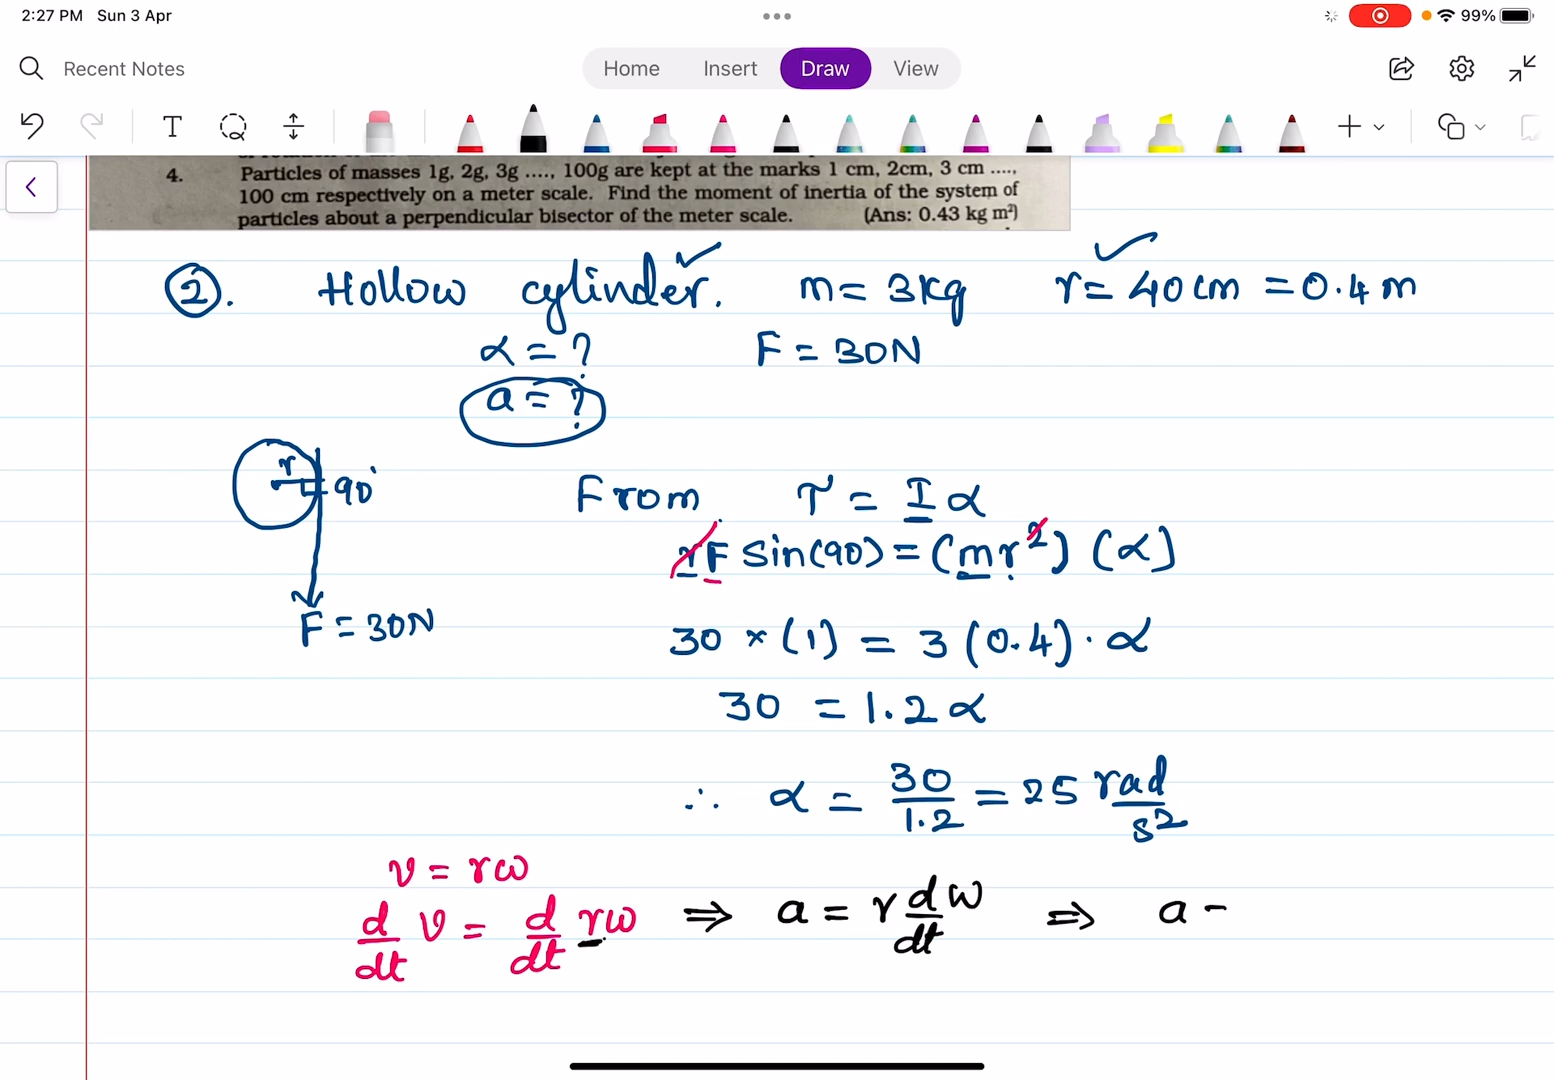 2:27 PM Sun 3 Apr
99%
Recent Notes
Home Insert Draw View
T
4. Particles of masses 1g, 2g, 3g ...., 100g are kept at the marks 1 cm, 2cm, 3 cm ....,
100 cm respectively on a meter scale. Find the moment of inertia of the system of
particles about a perpendicular bisector of the meter scale. (Ans: 0.43 kg m²)
②. Hollow cylinder. m = 3kg r = 40cm = 0.4 m
α = ? F = 30N
a = ?
r 90°
F = 30N
From τ = I α
rF Sin(90) = (mr²) (α)
30 × (1) = 3 (0.4) · α
30 = 1.2 α
∴ α = 30/1.2 = 25 rad/s²
v = rω
d/dt v = d/dt rω ⇒ a = r dω/dt ⇒ a -